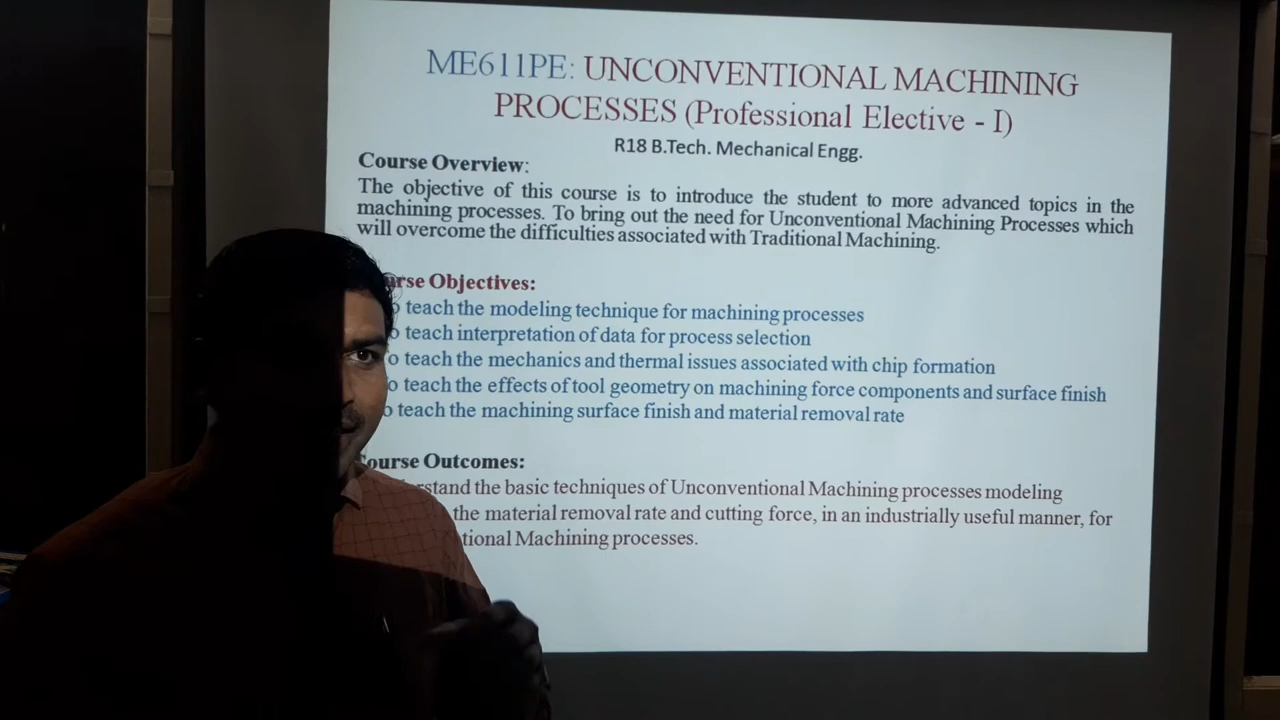 ME611PE: UNCONVENTIONAL MACHINING
PROCESSES (Professional Elective - I)
R18 B.Tech. Mechanical Engg.
Course Overview:
The objective of this course is to introduce the student to more advanced topics in the
machining processes. To bring out the need for Unconventional Machining Processes which
will overcome the difficulties associated with Traditional Machining.
Objectives:
teach the modeling technique for machining processes
teach interpretation of data for process selection
teach the mechanics and thermal issues associated with chip formation
teach the effects of tool geometry on machining force components and surface finish
teach the machining surface finish and material removal rate
Course Outcomes:
the basic techniques of Unconventional Machining processes modeling
the material removal rate and cutting force, in an industrially useful manner, for
Machining processes.